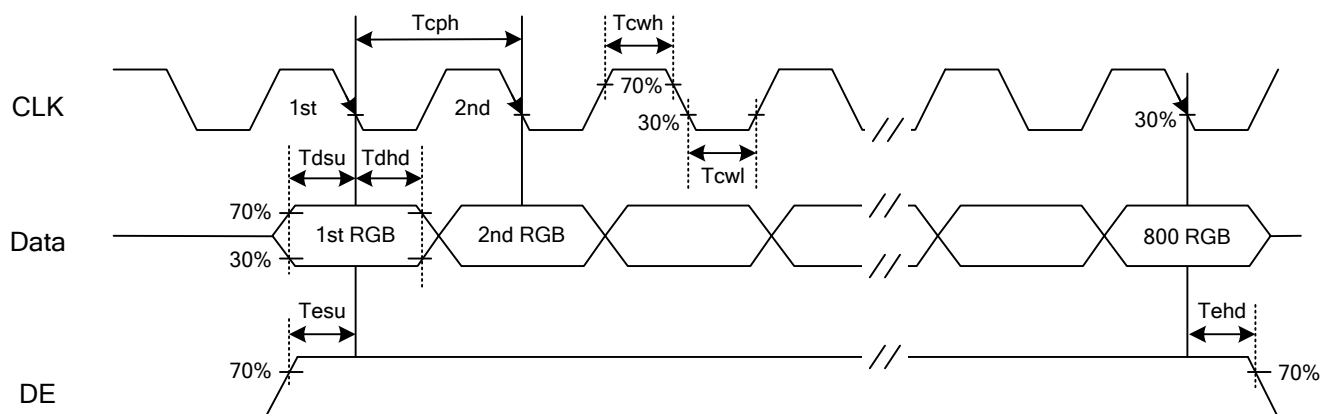 Tcph
Tcwh
CLK
1st
2nd
70%
30%
30%
Tdsu
Tdhd
Tcwl
Data
70%
30%
1st RGB
2nd RGB
800 RGB
Tesu
Tehd
DE
70%
70%